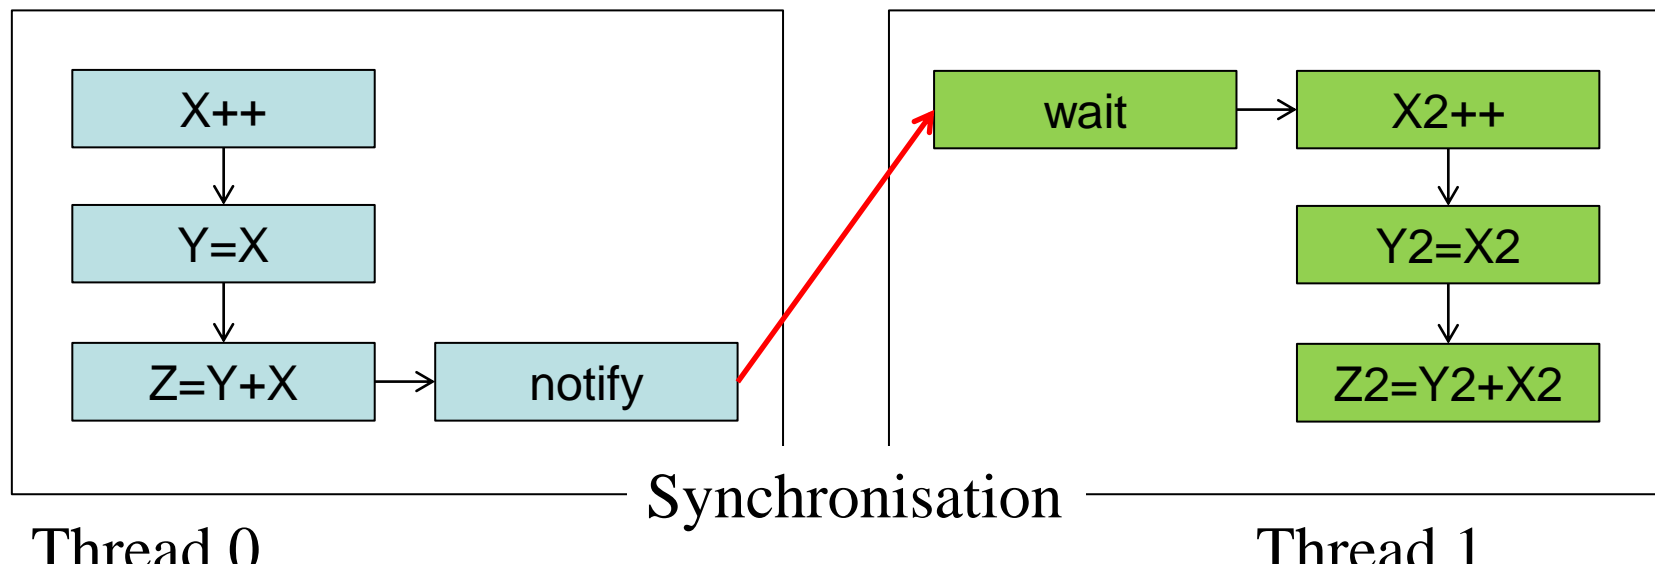 X++
Y=X
Z=Y+X
notify
wait
X2++
Y2=X2
Z2=Y2+X2
Synchronisation
Thread 0
Thread 1